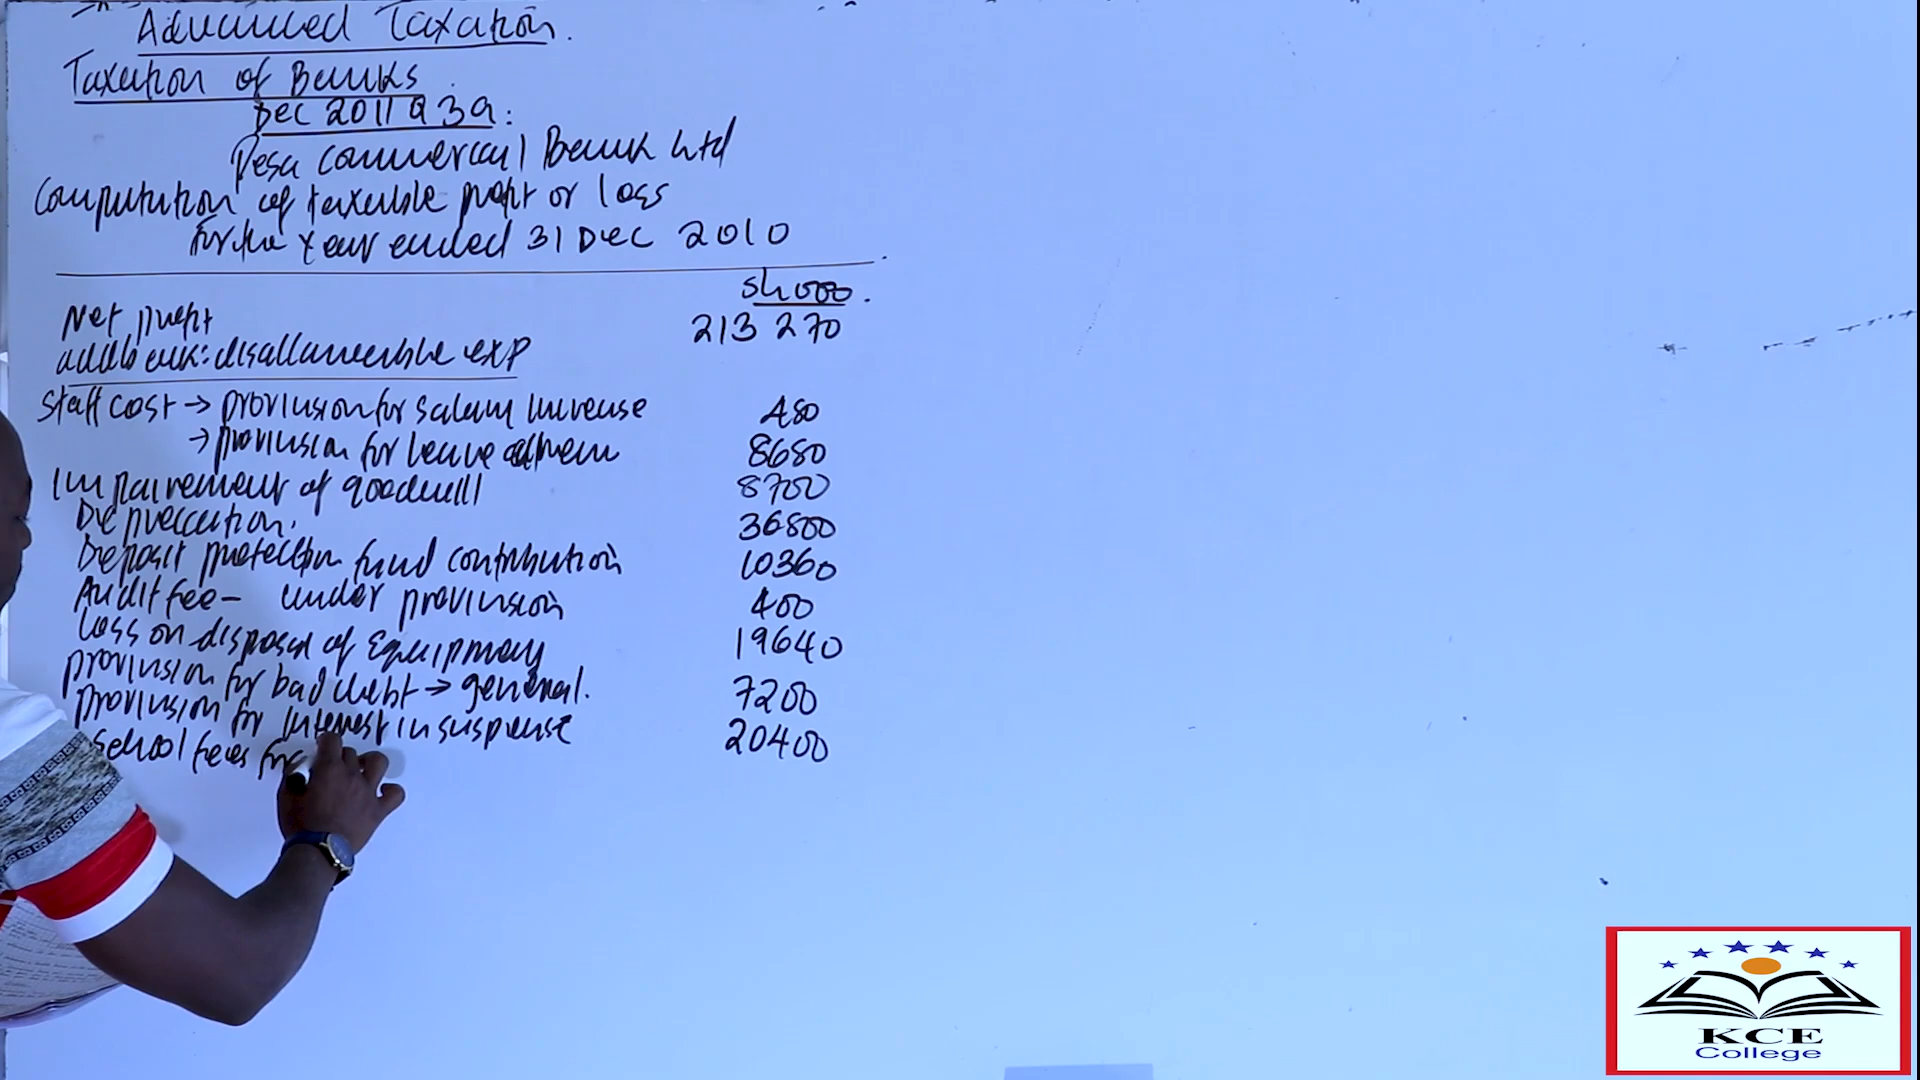 Advanced Taxation.
Taxation of Banks
Dec 2011 Q 3a:
Pesa Commercial Bank Ltd
Computation of taxable profit or loss
for the Year ended 31 Dec 2010
Sh 000
Net profit 213 270
add back: disallowable exp
Staff cost → provision for salary increase 480
→ provision for leave 8680
Impairement of goodwill 8700
Depreciation. 36800
Deposit protection fund contribution 10360
Audit fee - under provision 400
Loss on disposal of Equipment 19640
provision for bad debt → general. 7200
provision for interest in suspense 20400
School fees
KCE
College